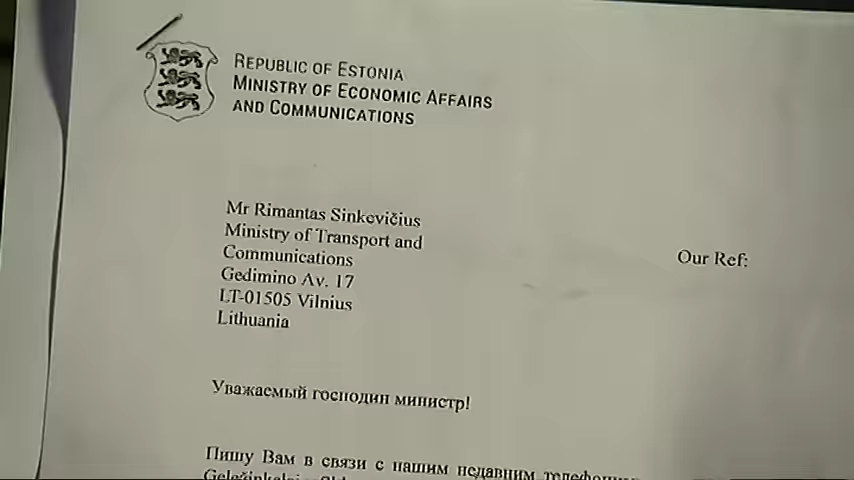 REPUBLIC OF ESTONIA
MINISTRY OF ECONOMIC AFFAIRS
AND COMMUNICATIONS
Mr Rimantas Sinkevičius
Ministry of Transport and
Communications
Gedimino Av. 17
LT-01505 Vilnius
Lithuania
Our Ref:
Уважаемый господин министр!
Пишу Вам в связи с нашим недавним